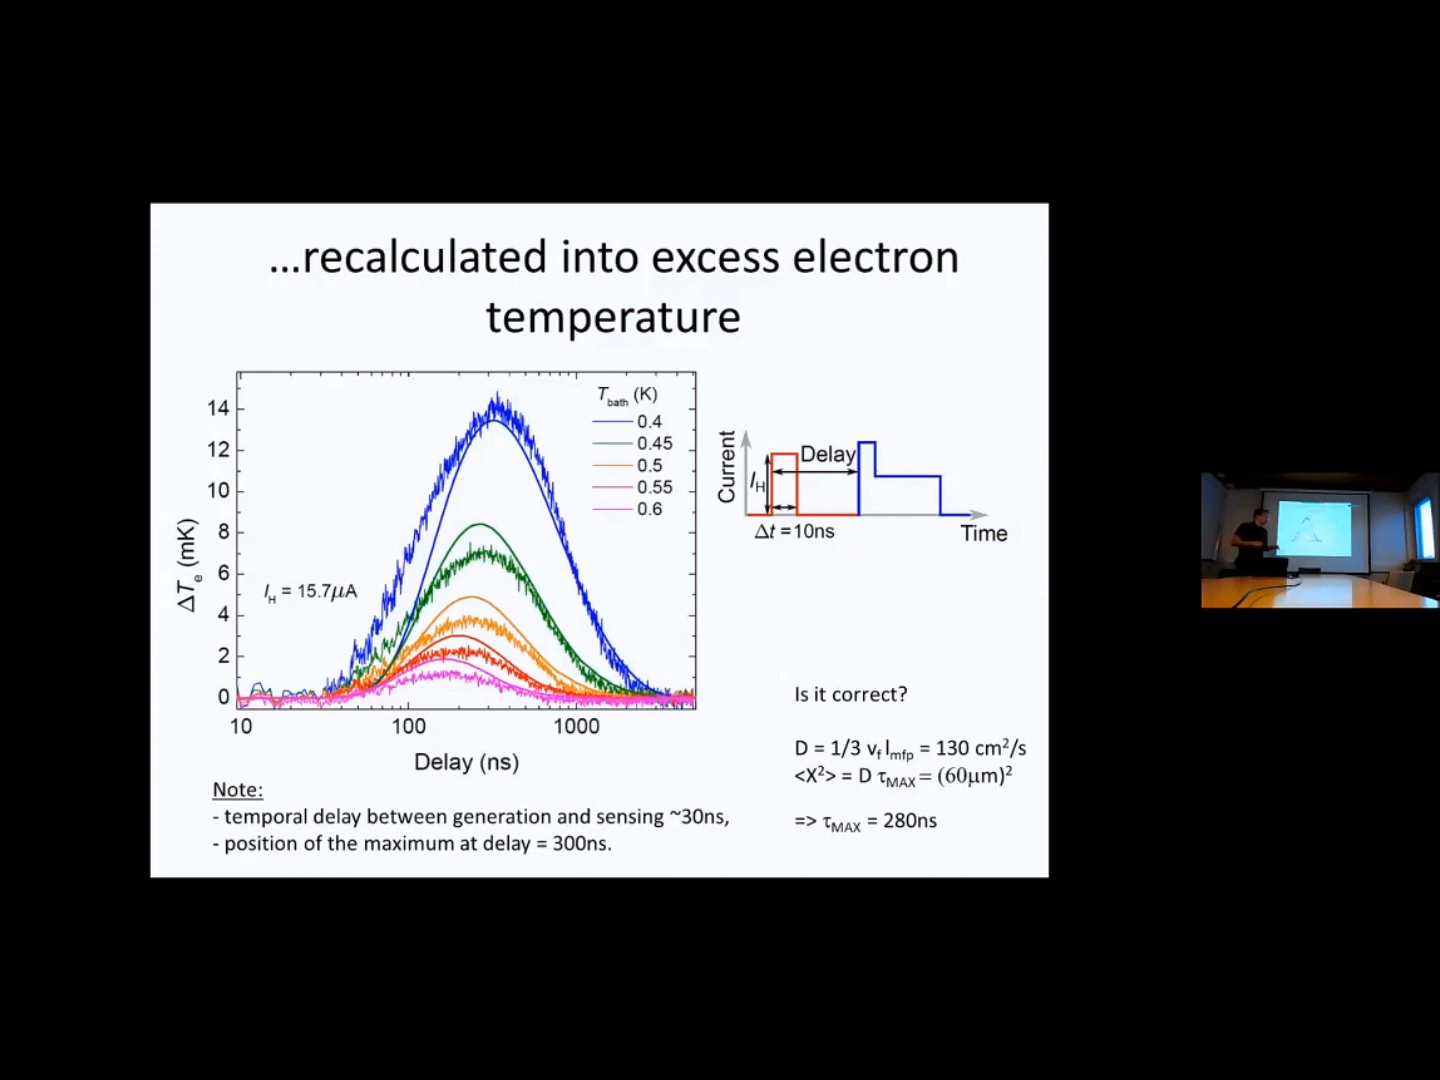 ...recalculated into excess electron
temperature
T_bath (K)
0.4
0.45
0.5
0.55
0.6
14
12
10
8
6
4
2
0
ΔT_e (mK)
I_H = 15.7μA
10
100
1000
Delay (ns)
Current
I_H
Delay
Δt =10ns
Time
Is it correct?
D = 1/3 v_f l_mfp = 130 cm²/s
<X²> = D τ_MAX = (60μm)²
=> τ_MAX = 280ns
Note:
- temporal delay between generation and sensing ~30ns,
- position of the maximum at delay = 300ns.